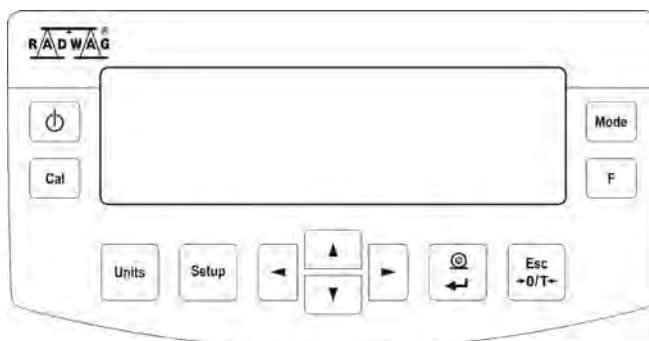 RADWAG®
Mode
Cal
F
Units
Setup
Esc
→0/T←